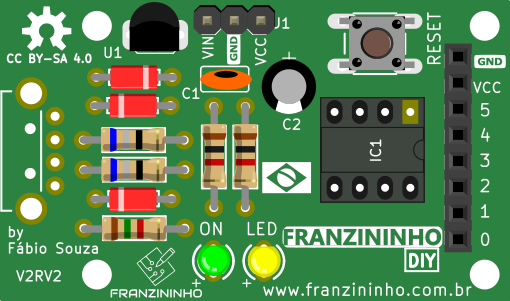 CC BY-SA 4.0
U1
VIN
GND
VCC
J1
RESET
C1
C2
IC1
GND
VCC
5
4
3
2
1
0
by
Fábio Souza
V2RV2
FRANZININHO
ON
LED
FRANZININHO
DIY
www.franzininho.com.br